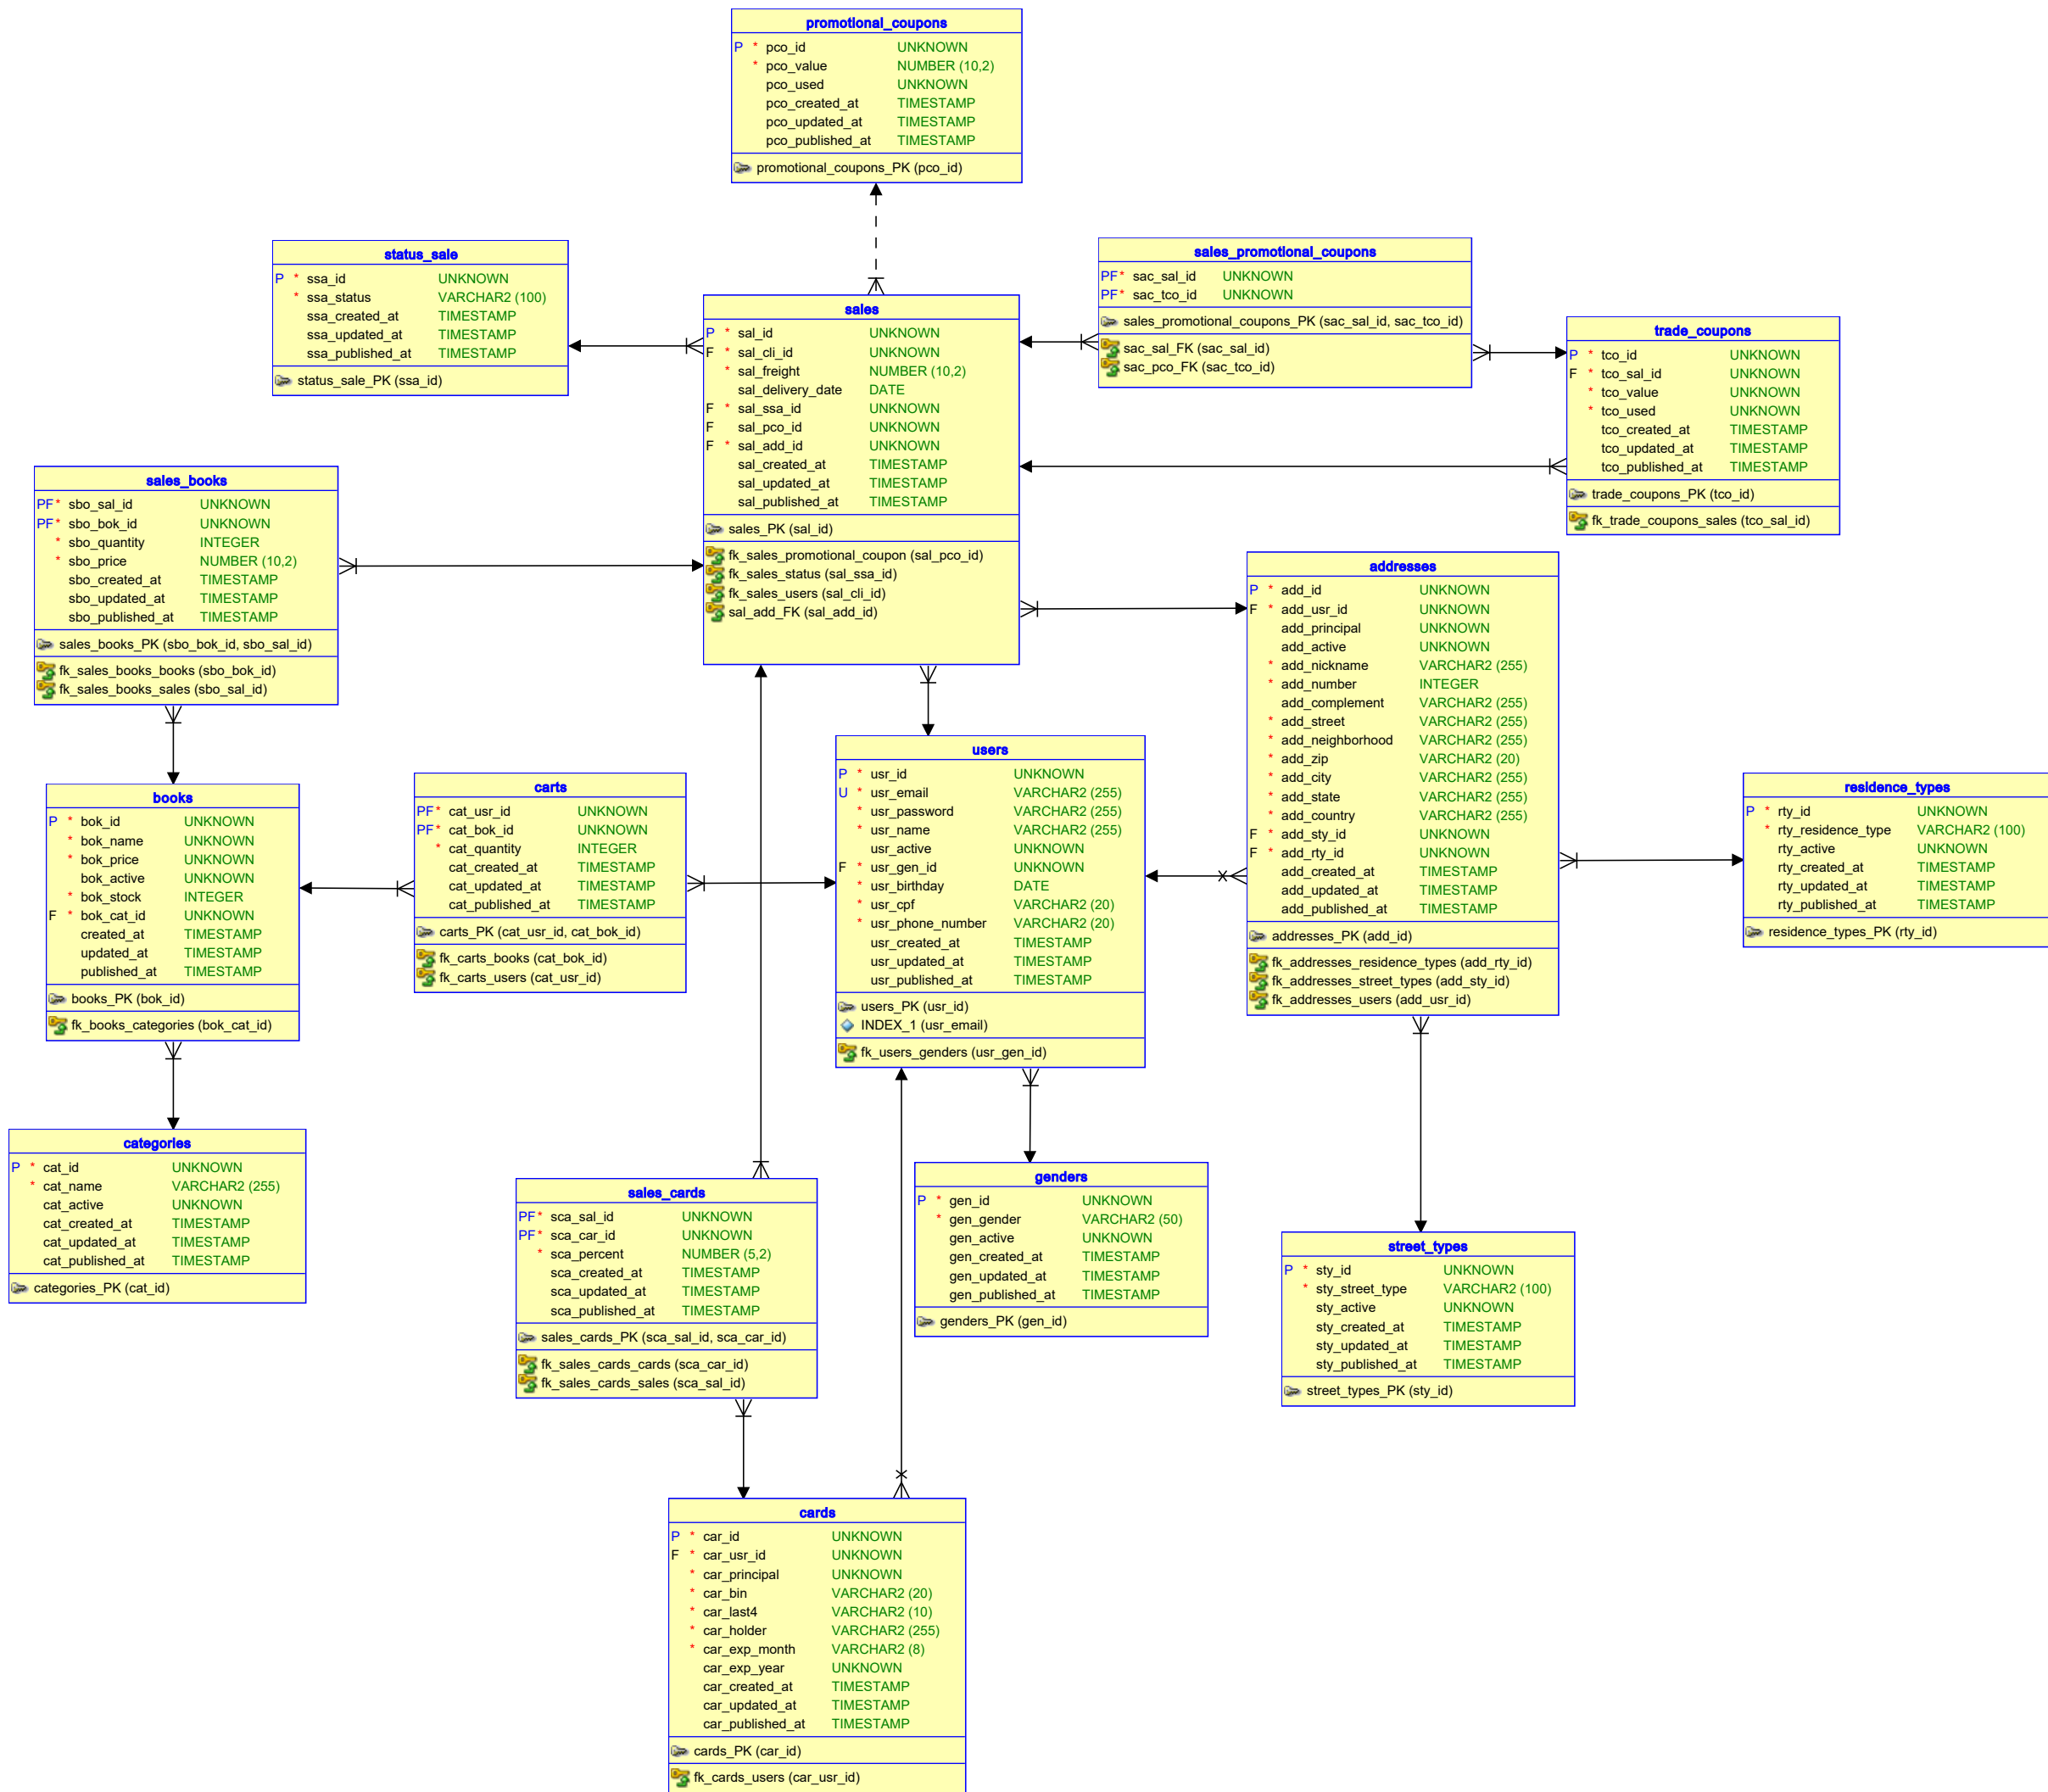 promotional_coupons
P * pco_id UNKNOWN
* pco_value NUMBER (10,2)
pco_used UNKNOWN
pco_created_at TIMESTAMP
pco_updated_at TIMESTAMP
pco_published_at TIMESTAMP
promotional_coupons_PK (pco_id)
status_sale
P * ssa_id UNKNOWN
* ssa_status VARCHAR2 (100)
ssa_created_at TIMESTAMP
ssa_updated_at TIMESTAMP
ssa_published_at TIMESTAMP
status_sale_PK (ssa_id)
sales
P * sal_id UNKNOWN
F * sal_cli_id UNKNOWN
* sal_freight NUMBER (10,2)
sal_delivery_date DATE
F * sal_ssa_id UNKNOWN
F sal_pco_id UNKNOWN
F * sal_add_id UNKNOWN
sal_created_at TIMESTAMP
sal_updated_at TIMESTAMP
sal_published_at TIMESTAMP
sales_PK (sal_id)
fk_sales_promotional_coupon (sal_pco_id)
fk_sales_status (sal_ssa_id)
fk_sales_users (sal_cli_id)
sal_add_FK (sal_add_id)
sales_promotional_coupons
PF * sac_sal_id UNKNOWN
PF * sac_tco_id UNKNOWN
sales_promotional_coupons_PK (sac_sal_id, sac_tco_id)
sac_sal_FK (sac_sal_id)
sac_pco_FK (sac_tco_id)
trade_coupons
P * tco_id UNKNOWN
F * tco_sal_id UNKNOWN
* tco_value UNKNOWN
* tco_used UNKNOWN
tco_created_at TIMESTAMP
tco_updated_at TIMESTAMP
tco_published_at TIMESTAMP
trade_coupons_PK (tco_id)
fk_trade_coupons_sales (tco_sal_id)
sales_books
PF * sbo_sal_id UNKNOWN
PF * sbo_bok_id UNKNOWN
* sbo_quantity INTEGER
* sbo_price NUMBER (10,2)
sbo_created_at TIMESTAMP
sbo_updated_at TIMESTAMP
sbo_published_at TIMESTAMP
sales_books_PK (sbo_bok_id, sbo_sal_id)
fk_sales_books_books (sbo_bok_id)
fk_sales_books_sales (sbo_sal_id)
addresses
P * add_id UNKNOWN
F * add_usr_id UNKNOWN
add_principal UNKNOWN
add_active UNKNOWN
* add_nickname VARCHAR2 (255)
* add_number INTEGER
add_complement VARCHAR2 (255)
* add_street VARCHAR2 (255)
* add_neighborhood VARCHAR2 (255)
* add_zip VARCHAR2 (20)
* add_city VARCHAR2 (255)
* add_state VARCHAR2 (255)
* add_country VARCHAR2 (255)
F * add_sty_id UNKNOWN
F * add_rty_id UNKNOWN
add_created_at TIMESTAMP
add_updated_at TIMESTAMP
add_published_at TIMESTAMP
addresses_PK (add_id)
fk_addresses_residence_types (add_rty_id)
fk_addresses_street_types (add_sty_id)
fk_addresses_users (add_usr_id)
books
P * bok_id UNKNOWN
* bok_name UNKNOWN
* bok_price UNKNOWN
bok_active UNKNOWN
* bok_stock INTEGER
F * bok_cat_id UNKNOWN
created_at TIMESTAMP
updated_at TIMESTAMP
published_at TIMESTAMP
books_PK (bok_id)
fk_books_categories (bok_cat_id)
carts
PF * cat_usr_id UNKNOWN
PF * cat_bok_id UNKNOWN
* cat_quantity INTEGER
cat_created_at TIMESTAMP
cat_updated_at TIMESTAMP
cat_published_at TIMESTAMP
carts_PK (cat_usr_id, cat_bok_id)
fk_carts_books (cat_bok_id)
fk_carts_users (cat_usr_id)
users
P * usr_id UNKNOWN
U * usr_email VARCHAR2 (255)
* usr_password VARCHAR2 (255)
* usr_name VARCHAR2 (255)
usr_active UNKNOWN
F * usr_gen_id UNKNOWN
* usr_birthday DATE
* usr_cpf VARCHAR2 (20)
* usr_phone_number VARCHAR2 (20)
usr_created_at TIMESTAMP
usr_updated_at TIMESTAMP
usr_published_at TIMESTAMP
users_PK (usr_id)
INDEX_1 (usr_email)
fk_users_genders (usr_gen_id)
residence_types
P * rty_id UNKNOWN
* rty_residence_type VARCHAR2 (100)
rty_active UNKNOWN
rty_created_at TIMESTAMP
rty_updated_at TIMESTAMP
rty_published_at TIMESTAMP
residence_types_PK (rty_id)
categories
P * cat_id UNKNOWN
* cat_name VARCHAR2 (255)
cat_active UNKNOWN
cat_created_at TIMESTAMP
cat_updated_at TIMESTAMP
cat_published_at TIMESTAMP
categories_PK (cat_id)
sales_cards
PF * sca_sal_id UNKNOWN
PF * sca_car_id UNKNOWN
* sca_percent NUMBER (5,2)
sca_created_at TIMESTAMP
sca_updated_at TIMESTAMP
sca_published_at TIMESTAMP
sales_cards_PK (sca_sal_id, sca_car_id)
fk_sales_cards_cards (sca_car_id)
fk_sales_cards_sales (sca_sal_id)
genders
P * gen_id UNKNOWN
* gen_gender VARCHAR2 (50)
gen_active UNKNOWN
gen_created_at TIMESTAMP
gen_updated_at TIMESTAMP
gen_published_at TIMESTAMP
genders_PK (gen_id)
street_types
P * sty_id UNKNOWN
* sty_street_type VARCHAR2 (100)
sty_active UNKNOWN
sty_created_at TIMESTAMP
sty_updated_at TIMESTAMP
sty_published_at TIMESTAMP
street_types_PK (sty_id)
cards
P * car_id UNKNOWN
F * car_usr_id UNKNOWN
* car_principal UNKNOWN
* car_bin VARCHAR2 (20)
* car_last4 VARCHAR2 (10)
* car_holder VARCHAR2 (255)
* car_exp_month VARCHAR2 (8)
car_exp_year UNKNOWN
car_created_at TIMESTAMP
car_updated_at TIMESTAMP
car_published_at TIMESTAMP
cards_PK (car_id)
fk_cards_users (car_usr_id)